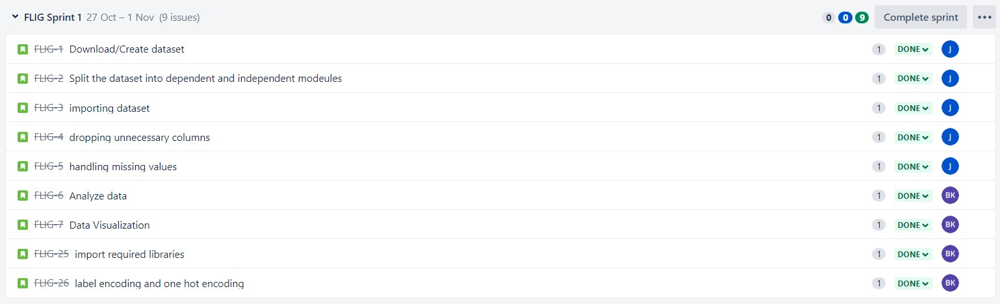 FLIG Sprint 1 27 Oct – 1 Nov (9 issues) 0 0 9 Complete sprint
FLIG-1 Download/Create dataset 1 DONE J
FLIG-2 Split the dataset into dependent and independent modeules 1 DONE J
FLIG-3 importing dataset 1 DONE J
FLIG-4 dropping unnecessary columns 1 DONE J
FLIG-5 handling missing values 1 DONE J
FLIG-6 Analyze data 1 DONE BK
FLIG-7 Data Visualization 1 DONE BK
FLIG-25 import required libraries 1 DONE BK
FLIG-26 label encoding and one hot encoding 1 DONE BK